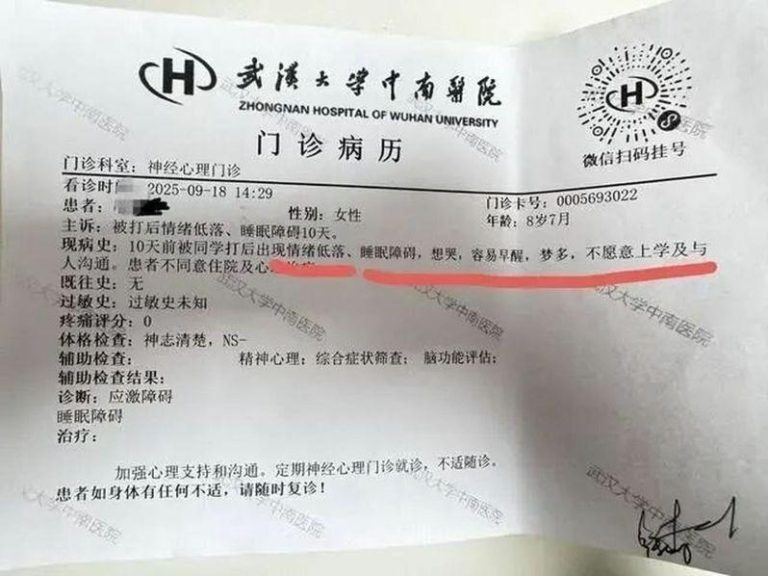 武汉大学中南医院
ZHONGNAN HOSPITAL OF WUHAN UNIVERSITY
微信扫码挂号
门诊病历
门诊科室：神经心理门诊
看诊时 2025-09-18 14:29
门诊卡号：0005693022
患者：
性别：女性
年龄：8岁7月
主诉：被打后情绪低落、睡眠障碍10天。
现病史：10天前被同学打后出现情绪低落、睡眠障碍，想哭，容易早醒，梦多，不愿意上学及与
人沟通。患者不同意住院及心
既往史：无
过敏史：过敏史未知
疼痛评分：0
体格检查：神志清楚，NS-
辅助检查： 精神心理：综合症状筛查；脑功能评估；
辅助检查结果：
诊断：应激障碍
睡眠障碍
治疗：
加强心理支持和沟通。定期神经心理门诊就诊，不适随诊。
患者如身体有任何不适，请随时复诊！
武汉大学中南医院